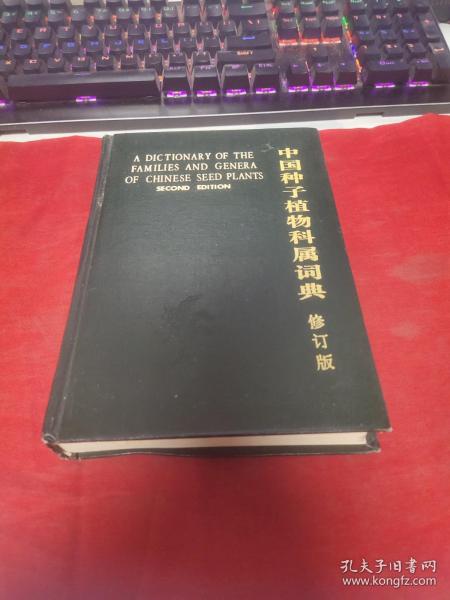 A DICTIONARY OF THE
FAMILIES AND GENERA
OF CHINESE SEED PLANTS
SECOND EDITION
中国种子植物科属词典
修订版
孔夫子旧书网
www.kongfz.com